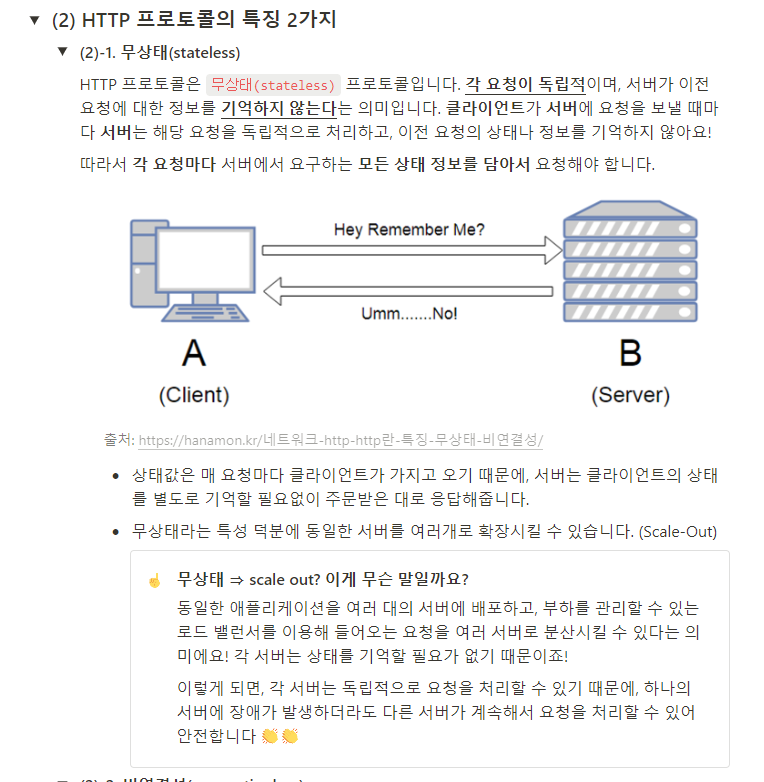 (2) HTTP 프로토콜의 특징 2가지
(2)-1. 무상태(stateless)
HTTP 프로토콜은 무상태(stateless) 프로토콜입니다. 각 요청이 독립적이며, 서버가 이전
요청에 대한 정보를 기억하지 않는다는 의미입니다. 클라이언트가 서버에 요청을 보낼 때마
다 서버는 해당 요청을 독립적으로 처리하고, 이전 요청의 상태나 정보를 기억하지 않아요!
따라서 각 요청마다 서버에서 요구하는 모든 상태 정보를 담아서 요청해야 합니다.
Hey Remember Me?
Umm.......No!
A
(Client)
B
(Server)
출처: https://hanamon.kr/네트워크-http-http란-특징-무상태-비연결성/
• 상태값은 매 요청마다 클라이언트가 가지고 오기 때문에, 서버는 클라이언트의 상태
를 별도로 기억할 필요없이 주문받은 대로 응답해줍니다.
• 무상태라는 특성 덕분에 동일한 서버를 여러개로 확장시킬 수 있습니다. (Scale-Out)
☝️ 무상태 ⇒ scale out? 이게 무슨 말일까요?
동일한 애플리케이션을 여러 대의 서버에 배포하고, 부하를 관리할 수 있는
로드 밸런서를 이용해 들어오는 요청을 여러 서버로 분산시킬 수 있다는 의
미에요! 각 서버는 상태를 기억할 필요가 없기 때문이죠!
이렇게 되면, 각 서버는 독립적으로 요청을 처리할 수 있기 때문에, 하나의
서버에 장애가 발생하더라도 다른 서버가 계속해서 요청을 처리할 수 있어
안전합니다 👏👏